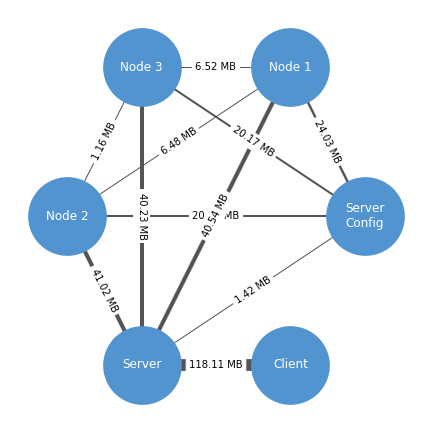 Node 3
6.52 MB
Node 1
1.16 MB
6.48 MB
20.17 MB
24.03 MB
Node 2
40.23 MB
20 MB
40.54 MB
Server
Config
41.02 MB
1.42 MB
Server
118.11 MB
Client